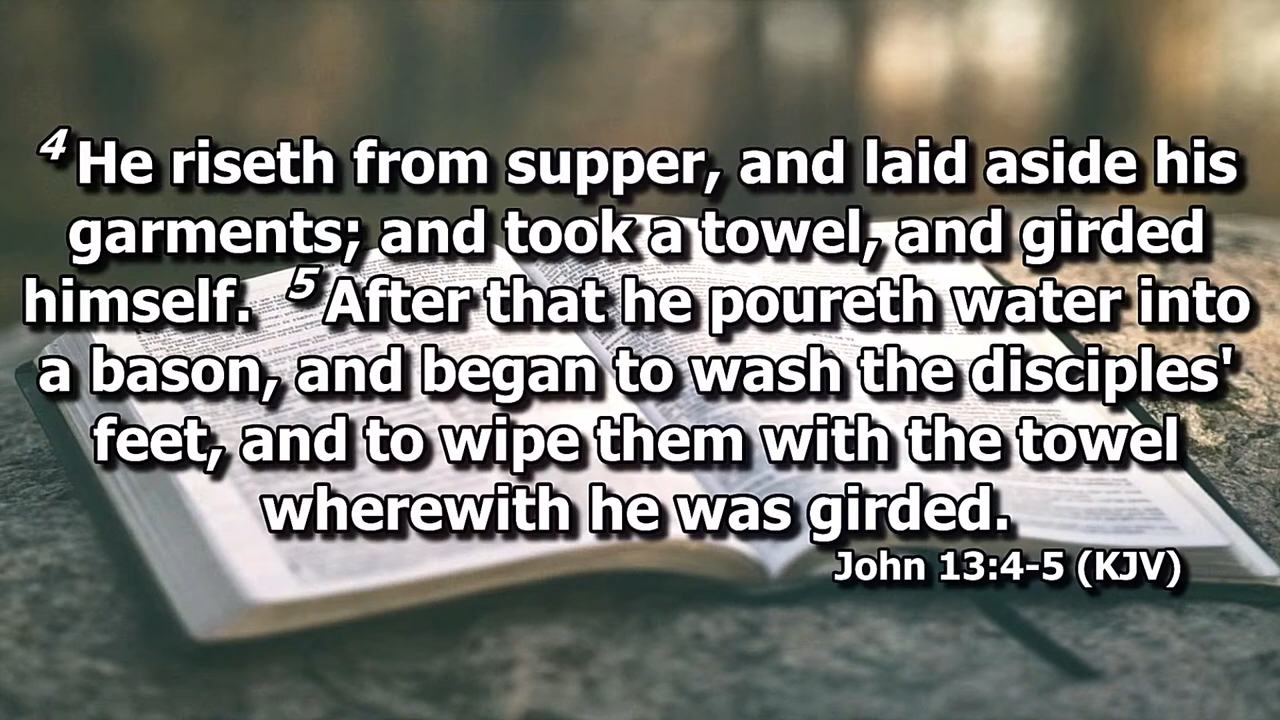 4 He riseth from supper, and laid aside his
garments; and took a towel, and girded
himself. 5 After that he poureth water into
a bason, and began to wash the disciples'
feet, and to wipe them with the towel
wherewith he was girded.
John 13:4-5 (KJV)